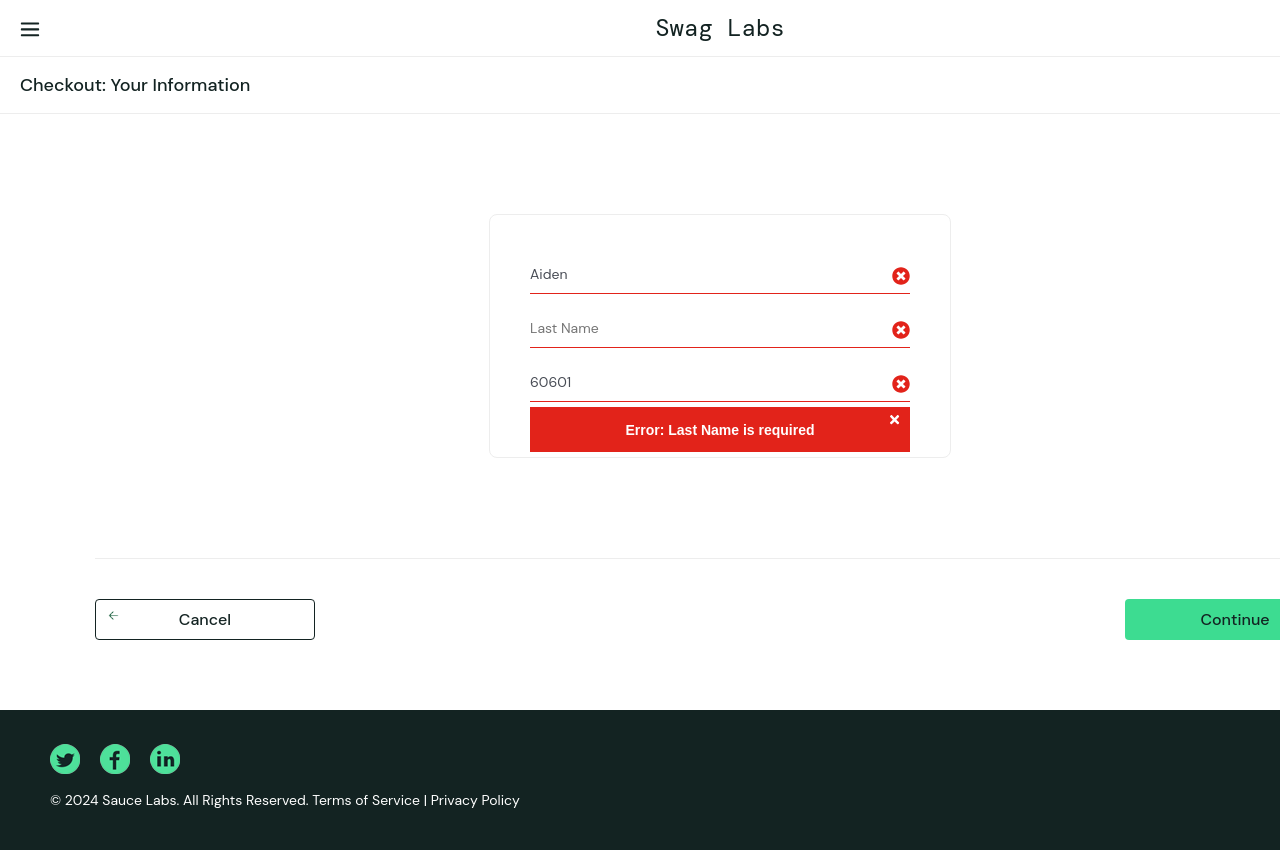 Swag Labs
Checkout: Your Information
Aiden
Last Name
60601
Error: Last Name is required
Cancel
Continue
© 2024 Sauce Labs. All Rights Reserved. Terms of Service | Privacy Policy